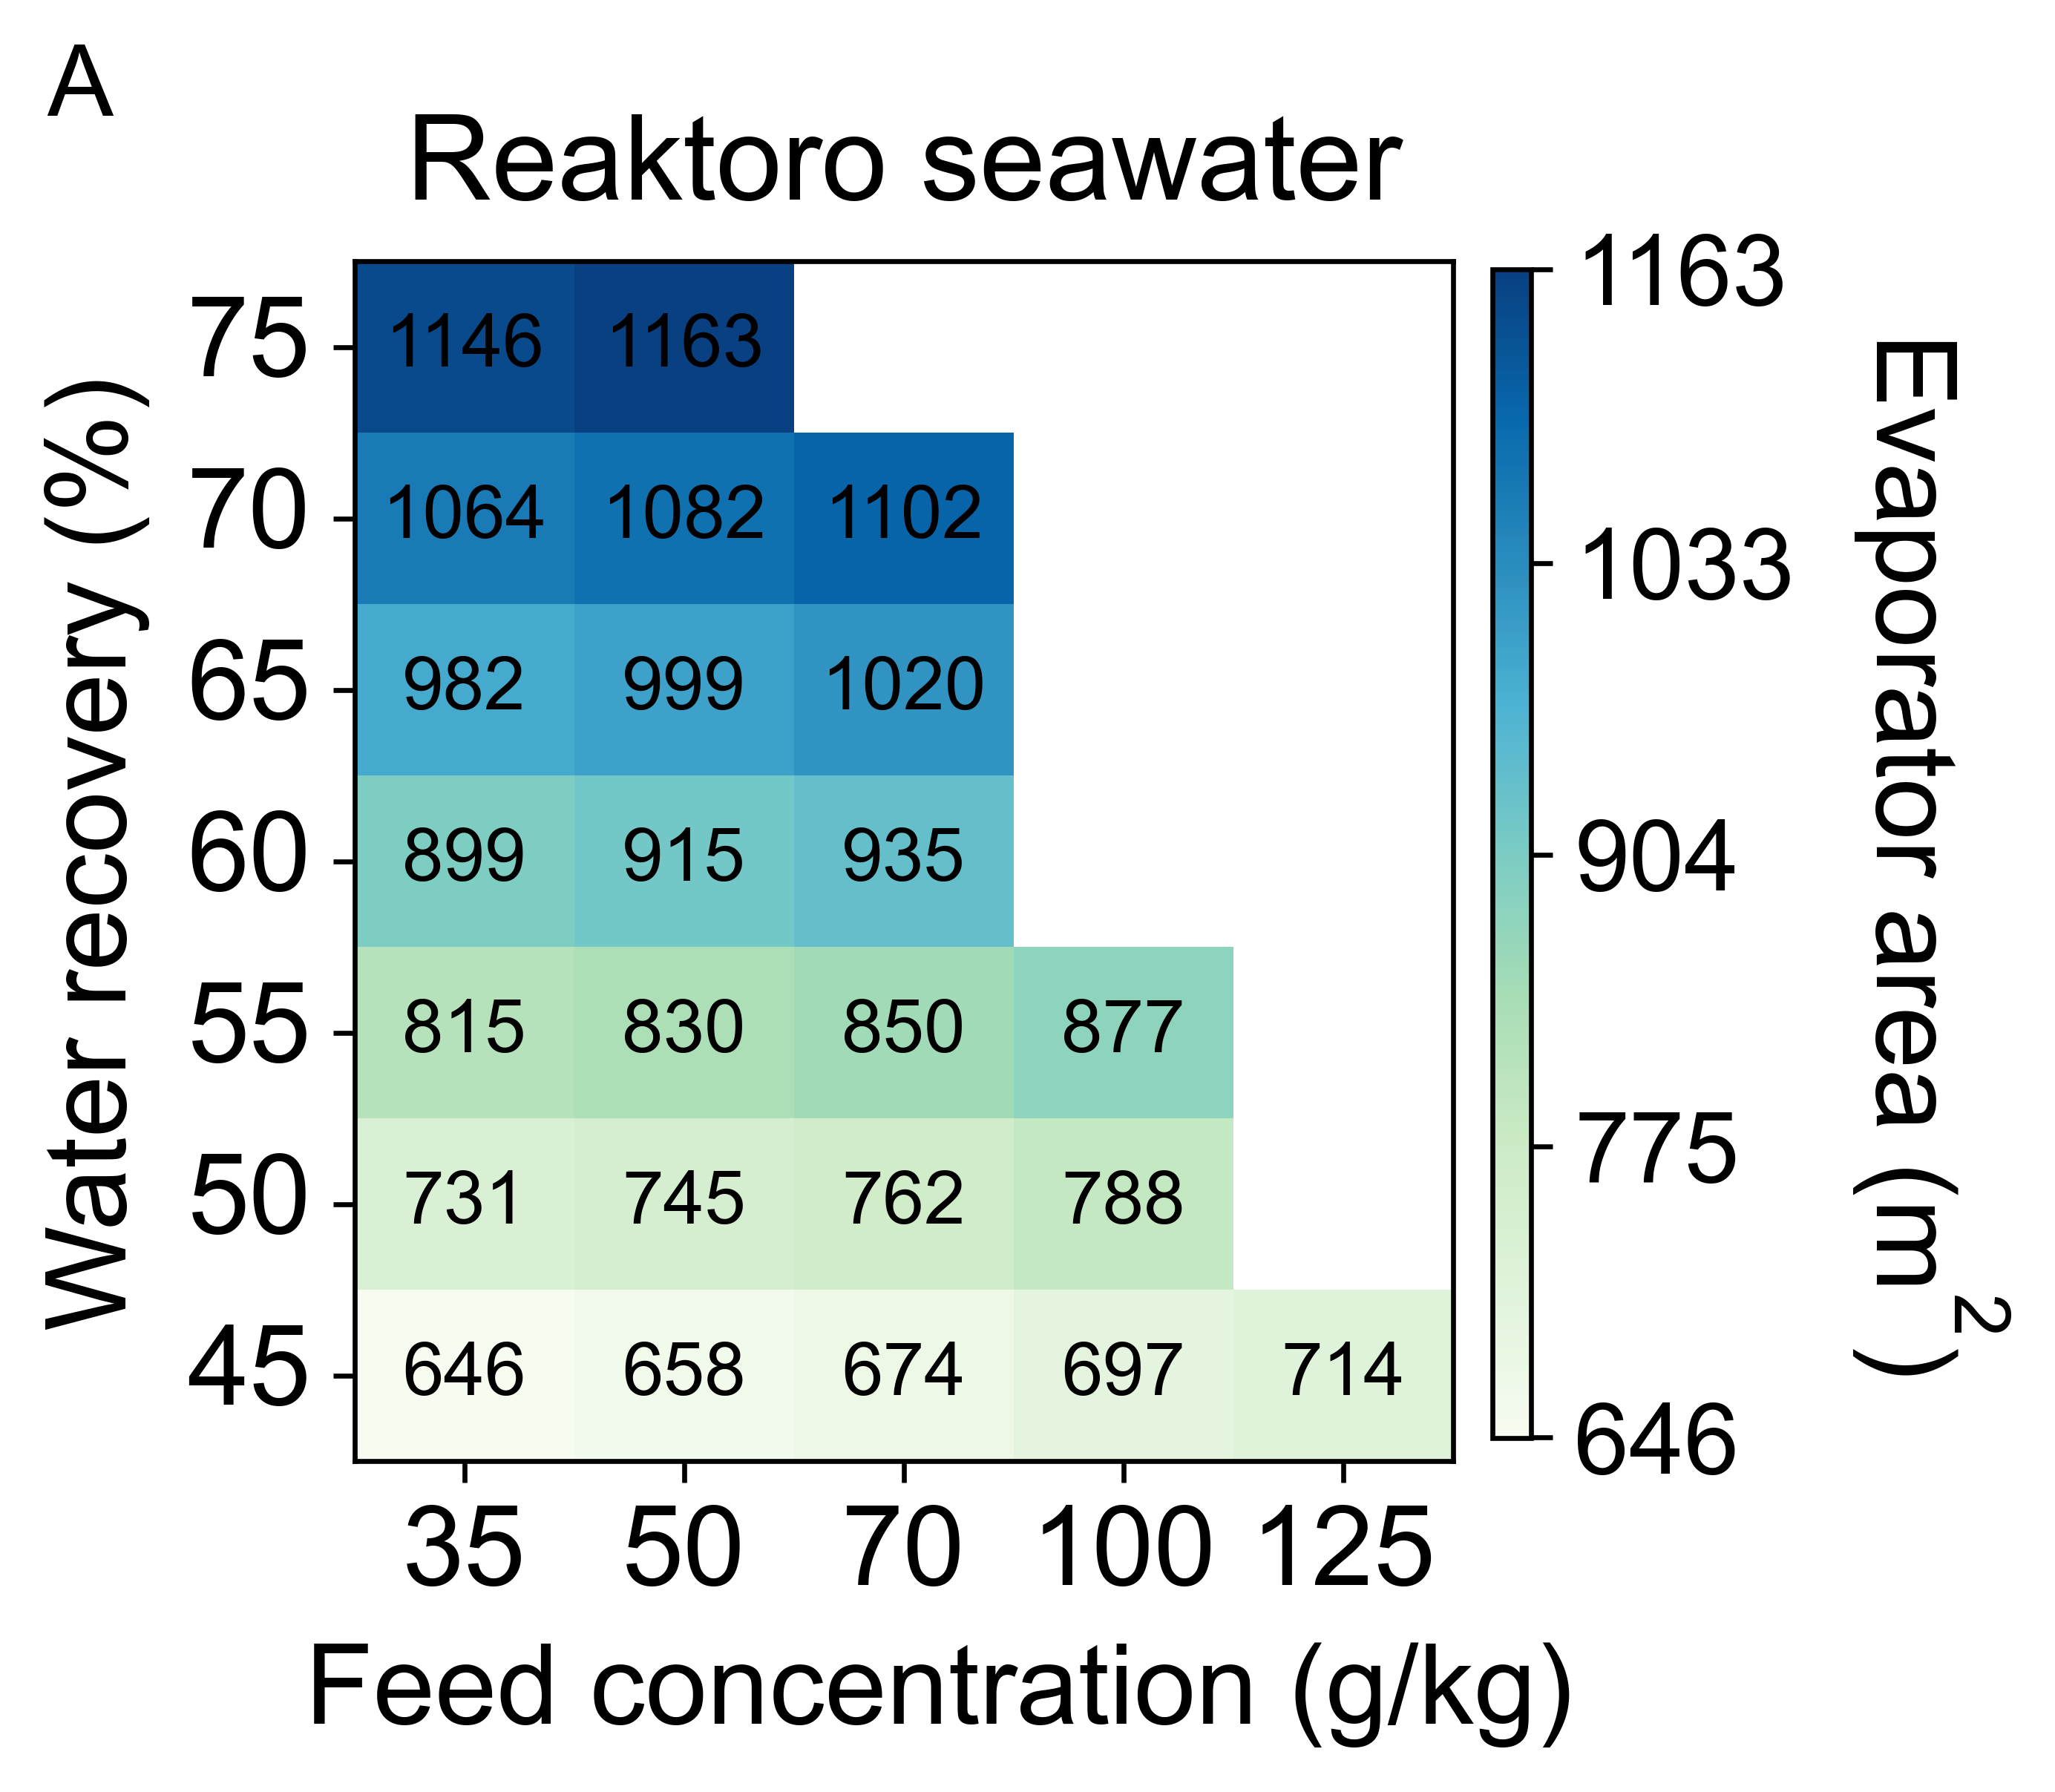 A
Reaktoro seawater
75 1146 1163
70 1064 1082 1102
65 982 999 1020
60 899 915 935
55 815 830 850 877
50 731 745 762 788
45 646 658 674 697 714
35 50 70 100 125
Feed concentration (g/kg)
Water recovery (%)
1163
1033
904
775
646
Evaporator area (m²)